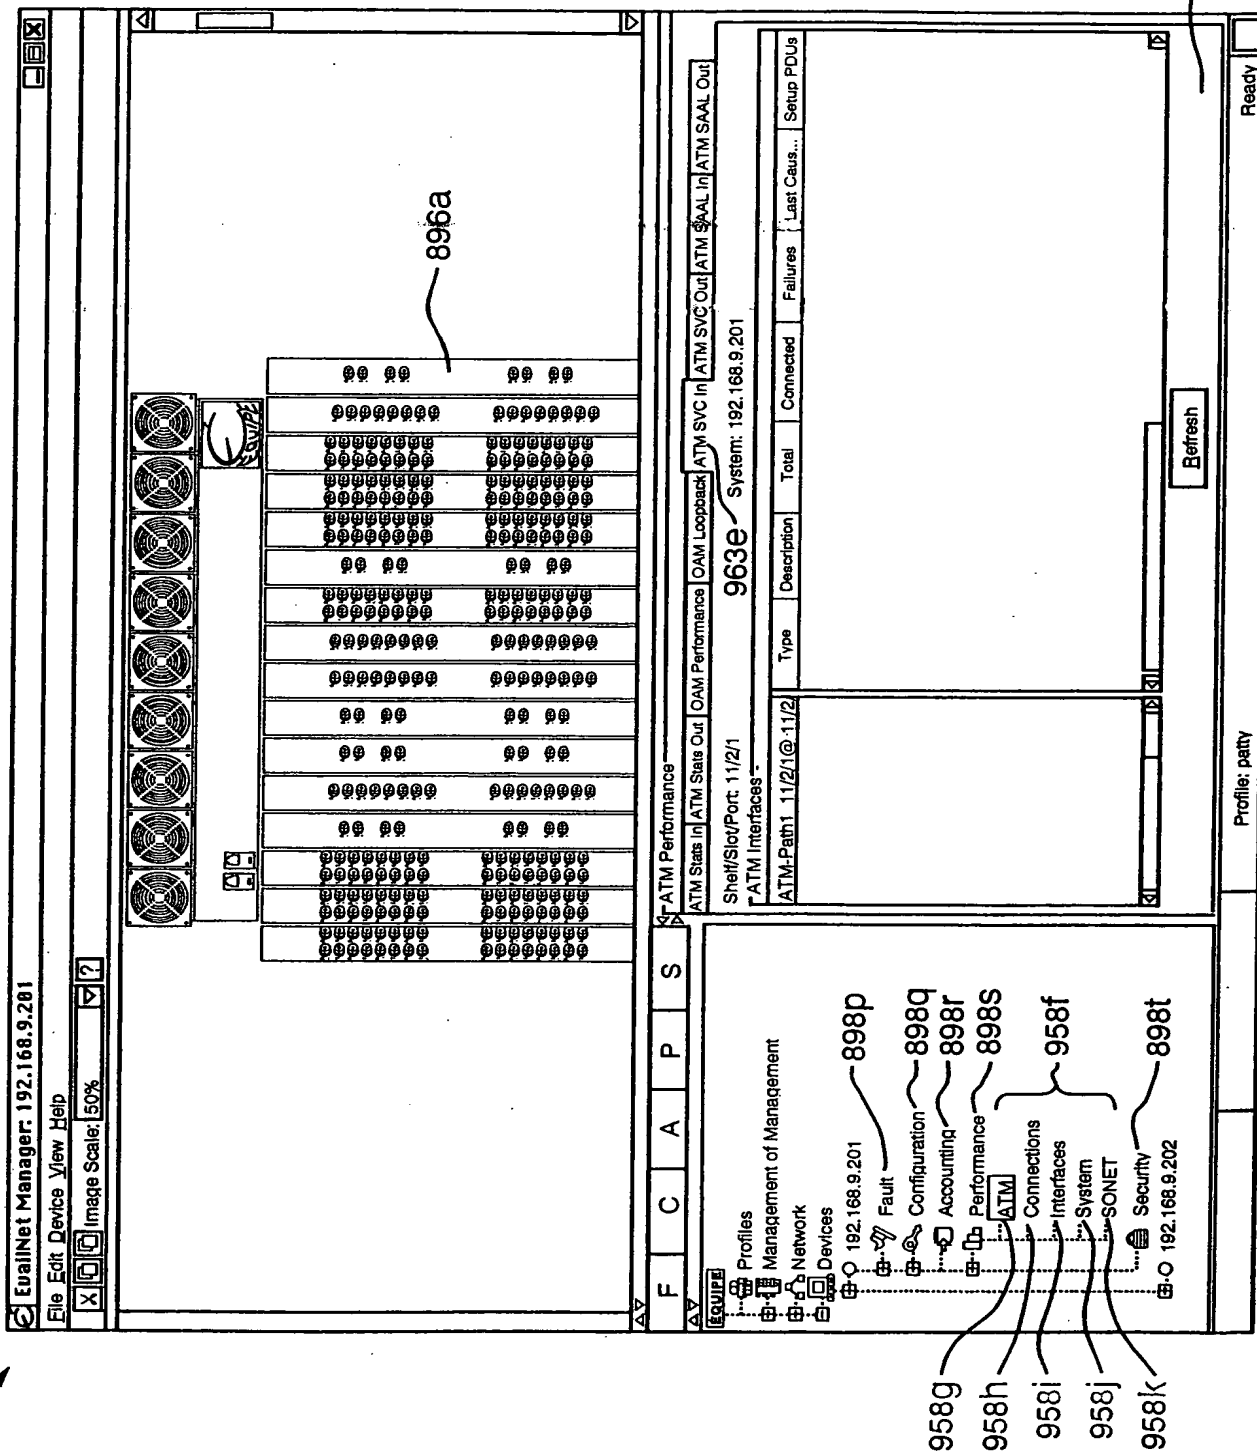 EvalNet Manager: 192.168.9.201
File Edit Device View Help
Image Scale: 50% ?
EQUIPE
896a
F C A P S
EQUIPE
Profiles
Management of Management
Network
Devices
192.168.9.201
898p
Fault
Configuration
898q
Accounting
898r
Performance
898s
ATM
Connections
Interfaces
System
SONET
958f
Security
898t
192.168.9.202
958g
958h
958i
958j
958k
ATM Performance
ATM Stats In ATM Stats Out OAM Performance OAM Loopback ATM SVC In ATM SVC Out ATM SAAL In ATM SAAL Out
963e
Shelf/Slot/Port: 11/2/1 System: 192.168.9.201
ATM Interfaces
Type Description Total Connected Failures Last Caus... Setup PDUs
ATM-Path1 11/2/1@ 11/2/
Refresh
Profile: patty
Ready